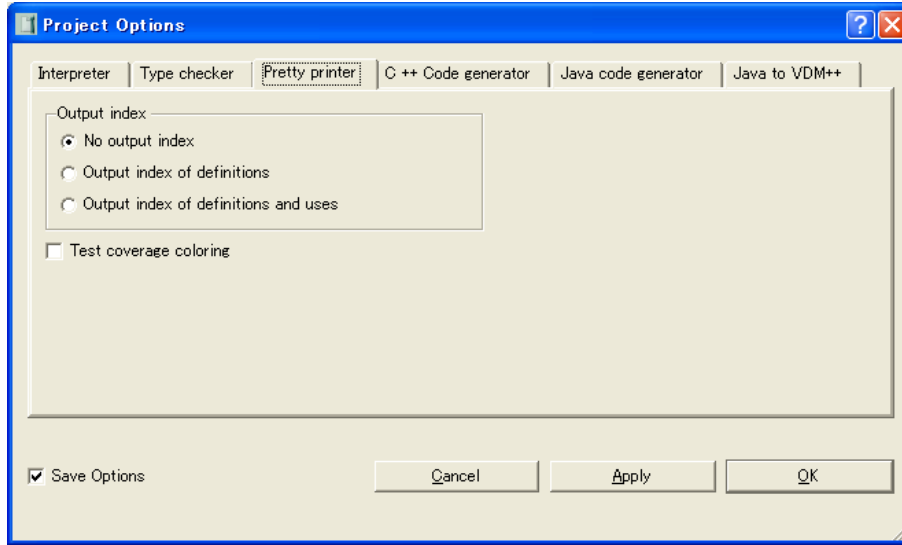 Project Options
Interpreter Type checker Pretty printer C ++ Code generator Java code generator Java to VDM++
Output index
No output index
Output index of definitions
Output index of definitions and uses
Test coverage coloring
Save Options Cancel Apply OK